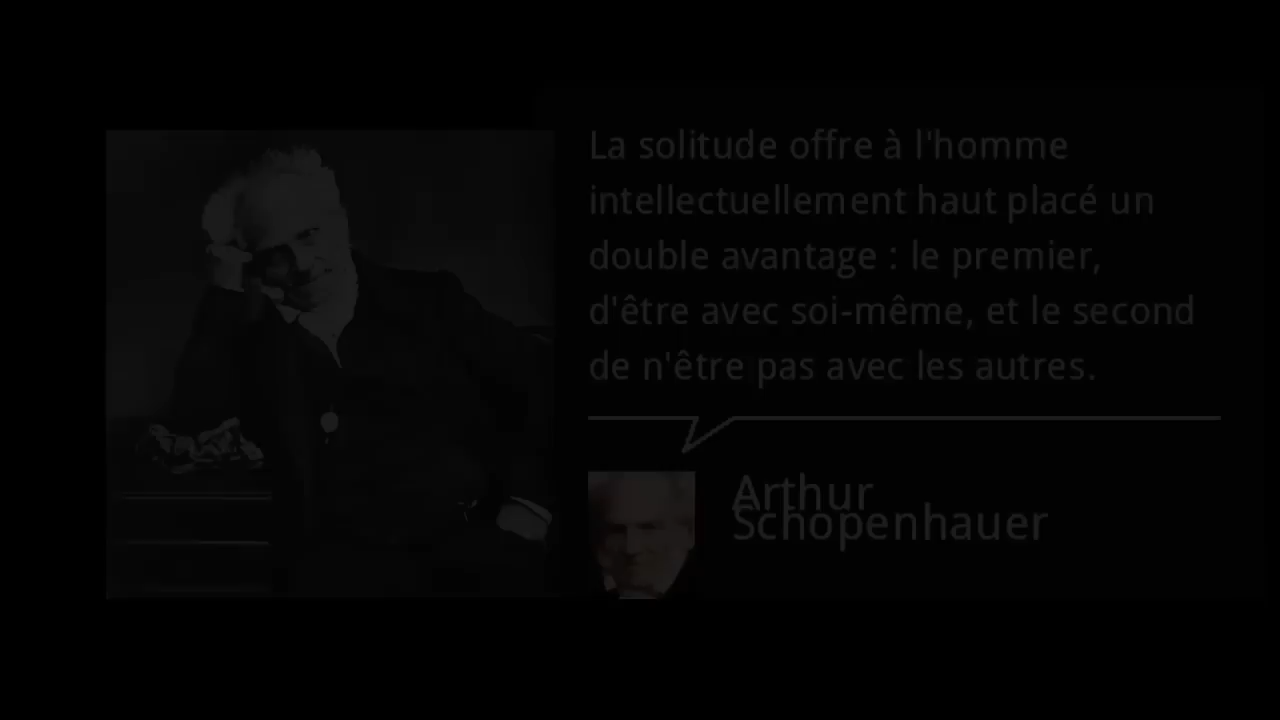 La solitude offre à l'homme
intellectuellement haut placé un
double avantage : le premier,
d'être avec soi-même, et le second
de n'être pas avec les autres.
Arthur
Schopenhauer